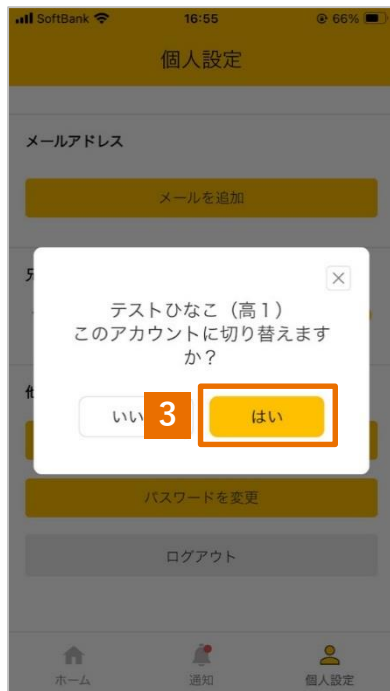 SoftBank 16:55 66%
個人設定
メールアドレス
メールを追加
テストひなこ（高1）
このアカウントに切り替えます
か？
いい
3
はい
パスワードを変更
ログアウト
ホーム 通知 個人設定